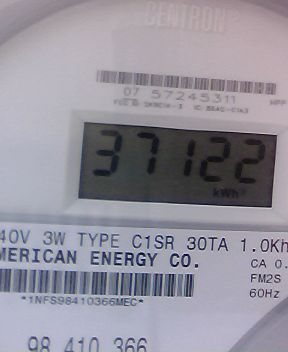 CENTRON
07 57245311
37122
kWh
40V 3W TYPE C1SR 30TA 1.0Kh
MERICAN ENERGY CO.
CA 0.
FM2S
60Hz
*1NFS98410366MEC*
98 410 366